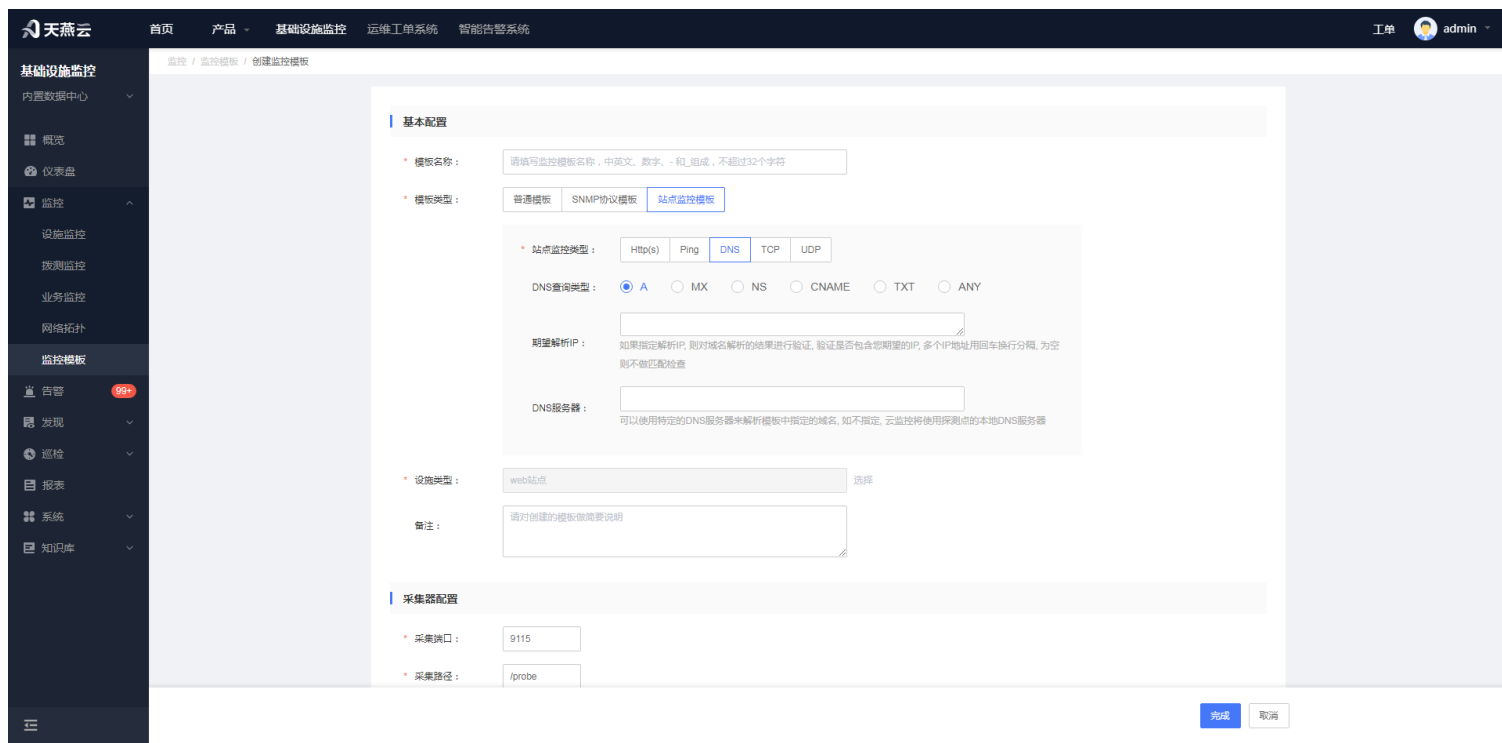 天燕云
首页 产品 基础设施监控 运维工单系统 智能告警系统
工单 admin
基础设施监控
内置数据中心
概览
仪表盘
监控
设施监控
拨测监控
业务监控
网络拓扑
监控模板
告警 99+
发现
巡检
报表
系统
知识库
监控 / 监控模板 / 创建监控模板
基本配置
* 模板名称： 请填写监控模板名称，中英文、数字、- 和_组成，不超过32个字符
* 模板类型： 普通模板 SNMP协议模板 站点监控模板
* 站点监控类型： Http(s) Ping DNS TCP UDP
DNS查询类型： A MX NS CNAME TXT ANY
期望解析IP：
如果指定解析IP, 则对域名解析的结果进行验证, 验证是否包含您期望的IP, 多个IP地址用回车换行分隔, 为空
则不做匹配检查
DNS服务器：
可以使用特定的DNS服务器来解析模板中指定的域名, 如不指定, 云监控将使用探测点的本地DNS服务器
* 设施类型： web站点 选择
备注： 请对创建的模板做简要说明
采集器配置
* 采集端口： 9115
* 采集路径： /probe
完成 取消